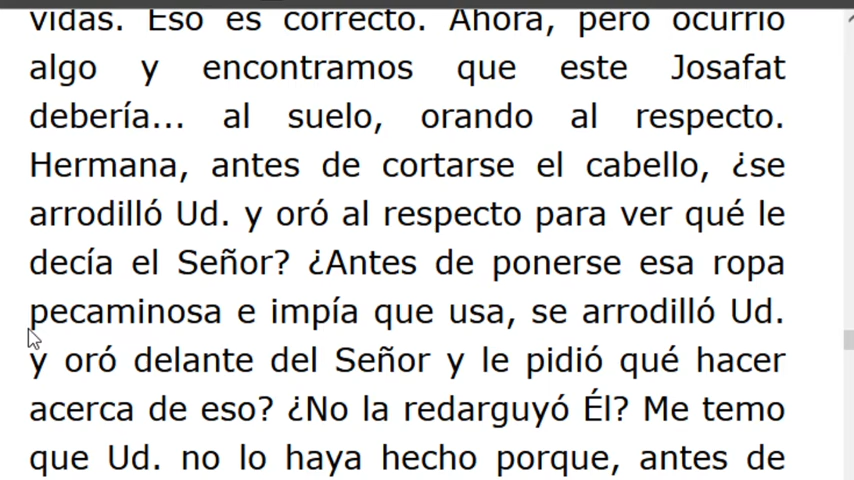 vidas. Eso es correcto. Ahora, pero ocurrió
algo y encontramos que este Josafat
debería... al suelo, orando al respecto.
Hermana, antes de cortarse el cabello, ¿se
arrodilló Ud. y oró al respecto para ver qué le
decía el Señor? ¿Antes de ponerse esa ropa
pecaminosa e impía que usa, se arrodilló Ud.
y oró delante del Señor y le pidió qué hacer
acerca de eso? ¿No la redarguyó Él? Me temo
que Ud. no lo haya hecho porque, antes de